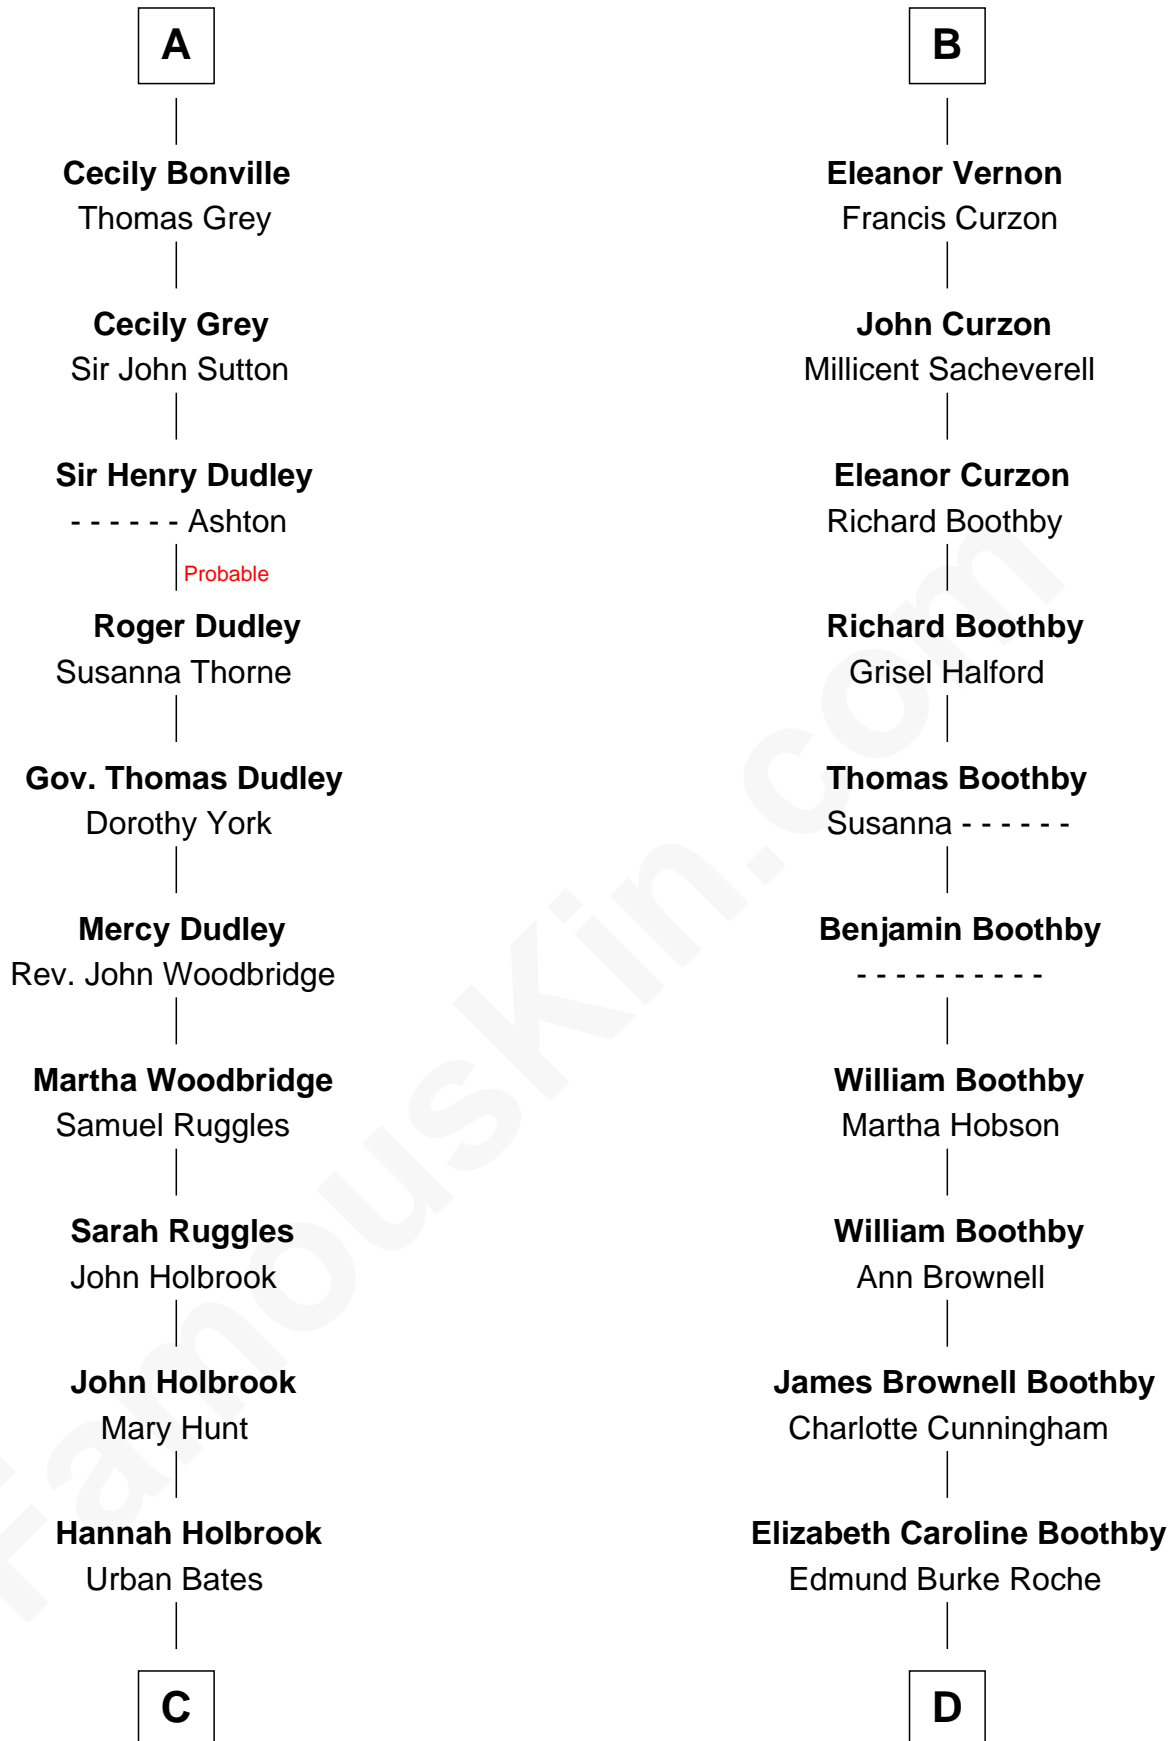 A
Cecily Bonville
Thomas Grey
Cecily Grey
Sir John Sutton
Sir Henry Dudley
- - - - - - Ashton
Probable
Roger Dudley
Susanna Thorne
Gov. Thomas Dudley
Dorothy York
Mercy Dudley
Rev. John Woodbridge
Martha Woodbridge
Samuel Ruggles
Sarah Ruggles
John Holbrook
John Holbrook
Mary Hunt
Hannah Holbrook
Urban Bates
C
B
Eleanor Vernon
Francis Curzon
John Curzon
Millicent Sacheverell
Eleanor Curzon
Richard Boothby
Richard Boothby
Grisel Halford
Thomas Boothby
Susanna - - - - - -
Benjamin Boothby
- - - - - - - - - -
William Boothby
Martha Hobson
William Boothby
Ann Brownell
James Brownell Boothby
Charlotte Cunningham
Elizabeth Caroline Boothby
Edmund Burke Roche
D
FamousKin.com